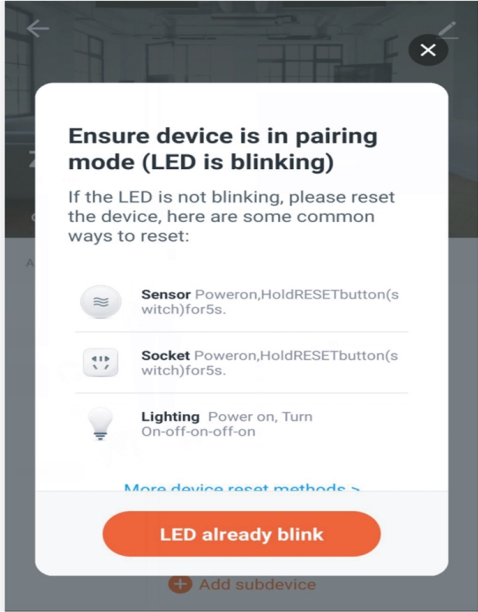 Ensure device is in pairing
mode (LED is blinking)
If the LED is not blinking, please reset
the device, here are some common
ways to reset:
Sensor Poweron,HoldRESETbutton(s
witch)for5s.
Socket Poweron,HoldRESETbutton(s
witch)for5s.
Lighting Power on, Turn
On-off-on-off-on
More device reset methods >
LED already blink
Add subdevice